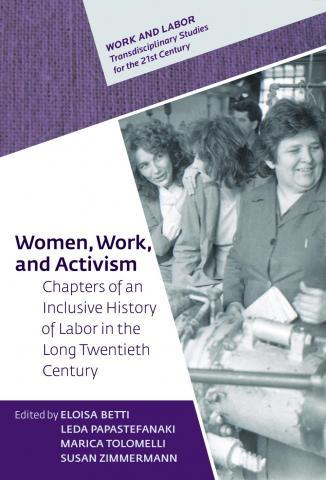 WORK AND LABOR
Transdisciplinary Studies
for the 21st Century
Women, Work,
and Activism
Chapters of an
Inclusive History
of Labor in the
Long Twentieth
Century
Edited by ELOISA BETTI
LEDA PAPASTEFANAKI
MARICA TOLOMELLI
SUSAN ZIMMERMANN